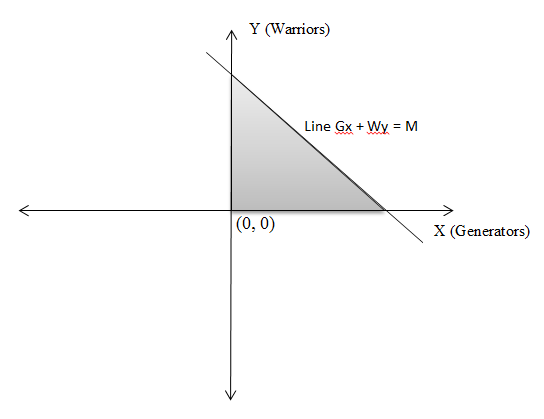 Y (Warriors)
Line Gx + Wy = M
(0, 0)
X (Generators)